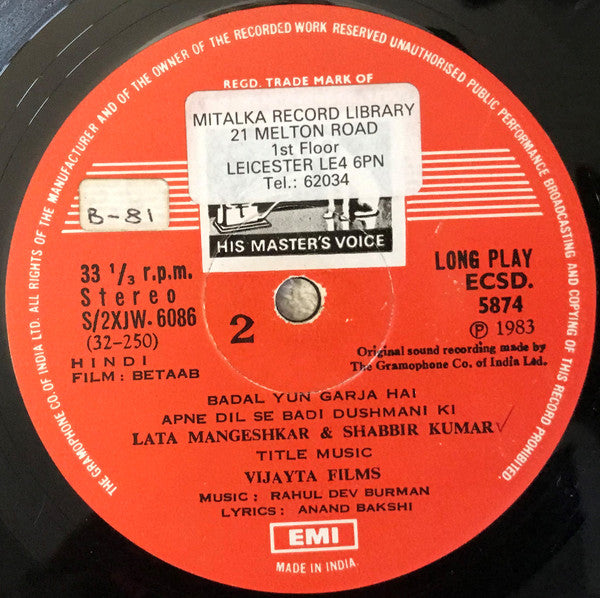 THE GRAMOPHONE CO. OF INDIA LTD. ALL RIGHTS OF THE MANUFACTURER AND OF THE OWNER OF THE RECORDED WORK RESERVED UNAUTHORISED PUBLIC PERFORMANCE BROADCASTING AND COPYING OF THIS RECORD PROHIBITED.
REGD. TRADE MARK OF
MITALKA RECORD LIBRARY
21 MELTON ROAD
1st Floor
LEICESTER LE4 6PN
Tel.: 62034
B-81
HIS MASTER'S VOICE
33 1/3 r.p.m.
Stereo
S/2XJW. 6086
(32-250)
HINDI
FILM: BETAAB
2
LONG PLAY
ECSD.
5874
℗ 1983
Original sound recording made by
The Gramophone Co. of India Ltd.
BADAL YUN GARJA HAI
APNE DIL SE BADI DUSHMANI KI
LATA MANGESHKAR & SHABBIR KUMAR
TITLE MUSIC
VIJAYTA FILMS
MUSIC: RAHUL DEV BURMAN
LYRICS: ANAND BAKSHI
EMI
MADE IN INDIA